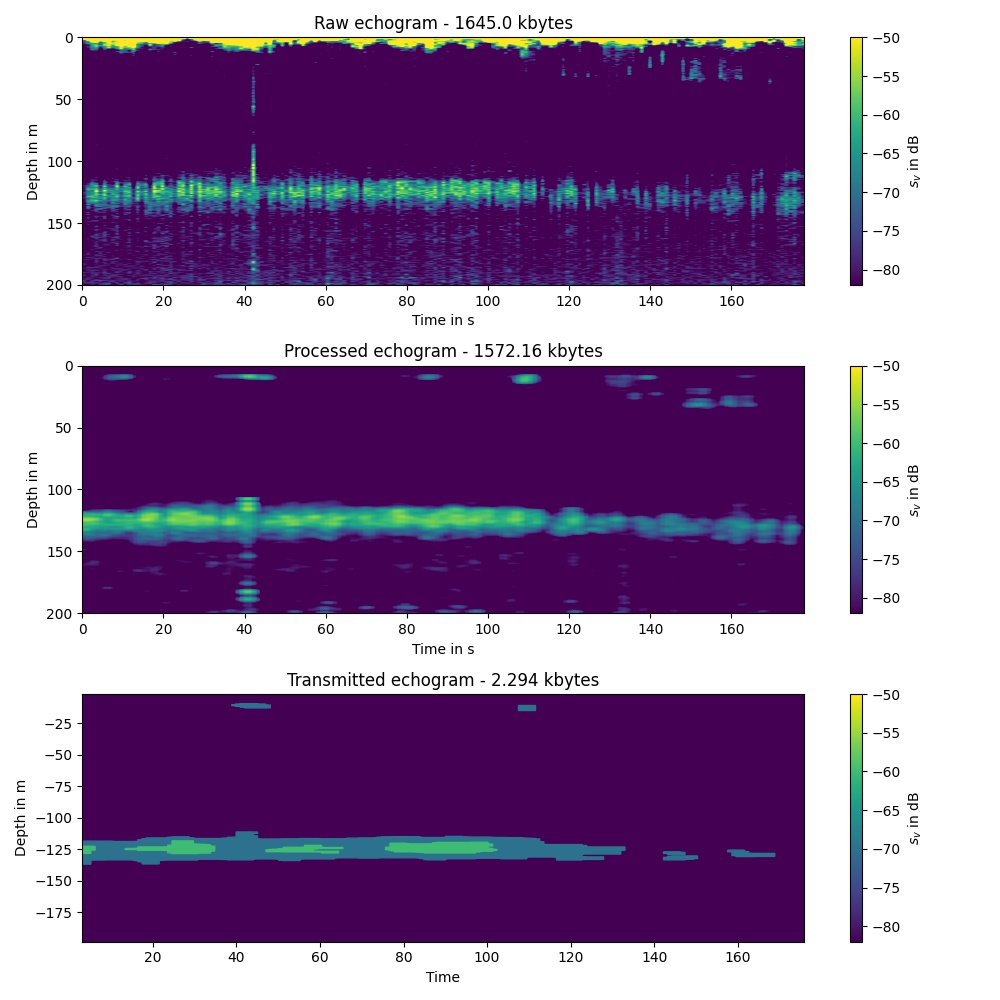 Raw echogram - 1645.0 kbytes
0
50
100
150
200
Depth in m
0 20 40 60 80 100 120 140 160
Time in s
−50
−55
−60
−65
−70
−75
−80
sᵥ in dB
Processed echogram - 1572.16 kbytes
0
50
100
150
200
Depth in m
0 20 40 60 80 100 120 140 160
Time in s
−50
−55
−60
−65
−70
−75
−80
sᵥ in dB
Transmitted echogram - 2.294 kbytes
−25
−50
−75
−100
−125
−150
−175
Depth in m
20 40 60 80 100 120 140 160
Time
−50
−55
−60
−65
−70
−75
−80
sᵥ in dB